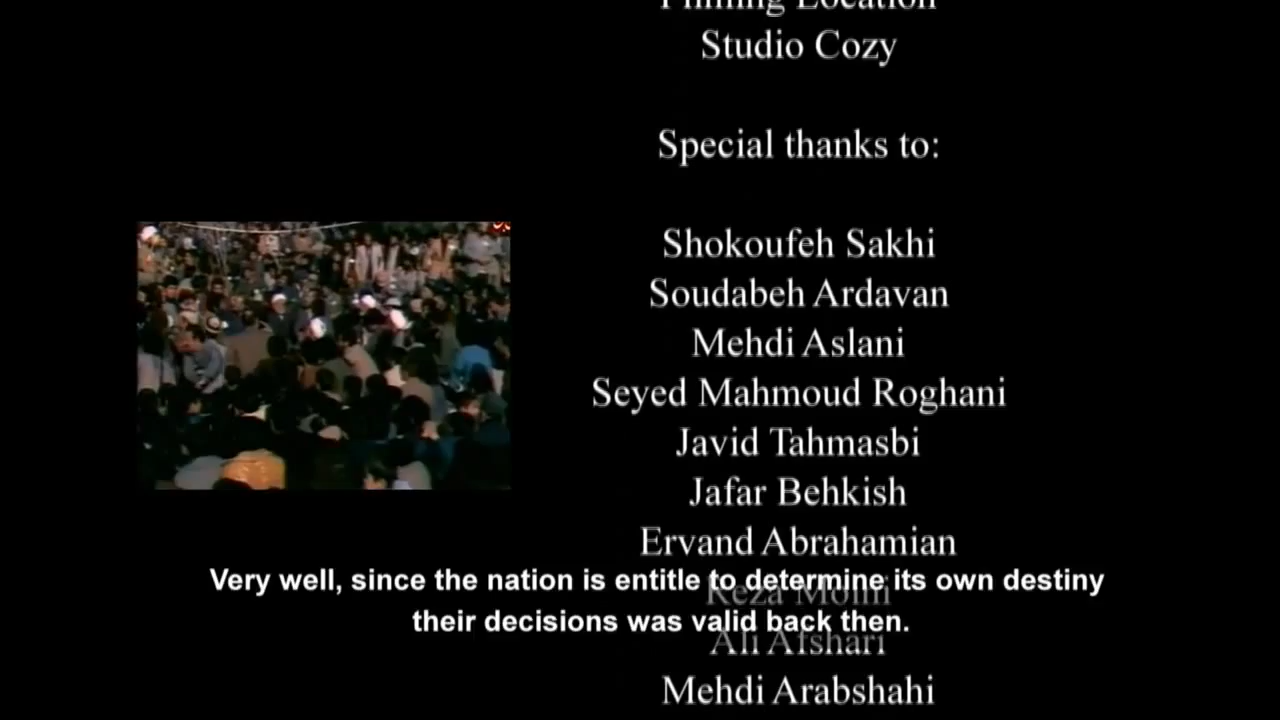 Filming Location
Studio Cozy
Special thanks to:
Shokoufeh Sakhi
Soudabeh Ardavan
Mehdi Aslani
Seyed Mahmoud Roghani
Javid Tahmasbi
Jafar Behkish
Ervand Abrahamian
Very well, since the nation is entitle to determine its own destiny
Reza Moini
their decisions was valid back then.
Ali Afshari
Mehdi Arabshahi